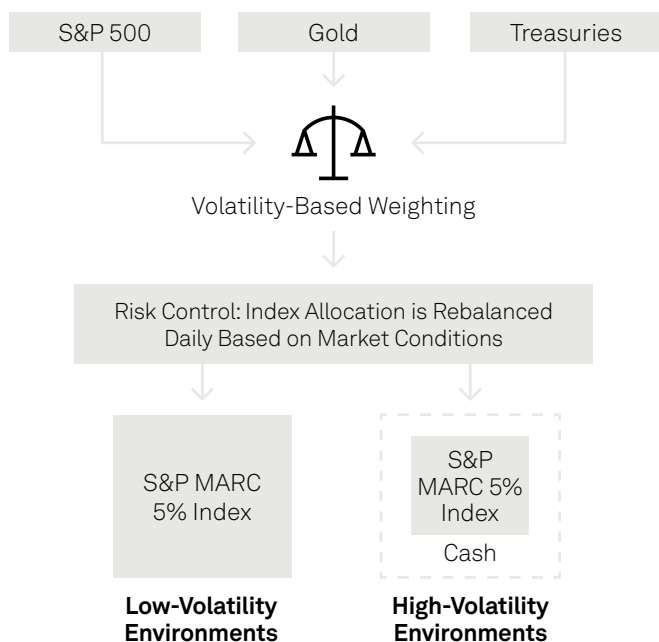 S&P 500
Gold
Treasuries
Volatility-Based Weighting
Risk Control: Index Allocation is Rebalanced
Daily Based on Market Conditions
S&P MARC
5% Index
S&P
MARC 5%
Index
Cash
Low-Volatility
Environments
High-Volatility
Environments